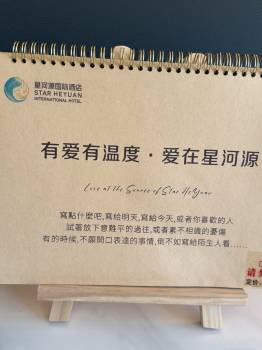 星河源国际酒店
STAR HEYUAN
INTERNATIONAL HOTEL
有爱有温度·爱在星河源
Love at the Source of Star HeYuan
寫點什麼吧,寫給明天,寫給今天,或者你喜歡的人
試著放下意難平的過往,或者素不相識的憂傷
有的時候,不願開口表達的事情,倒不如寫給陌生人看……